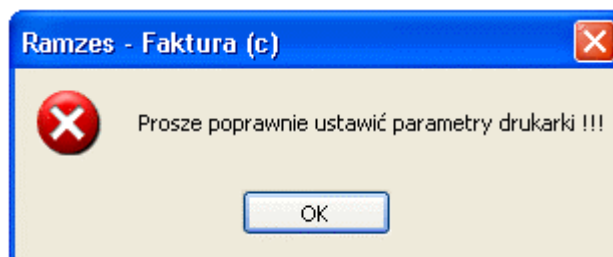 Ramzes - Faktura (c)
Prosze poprawnie ustawić parametry drukarki !!!
OK